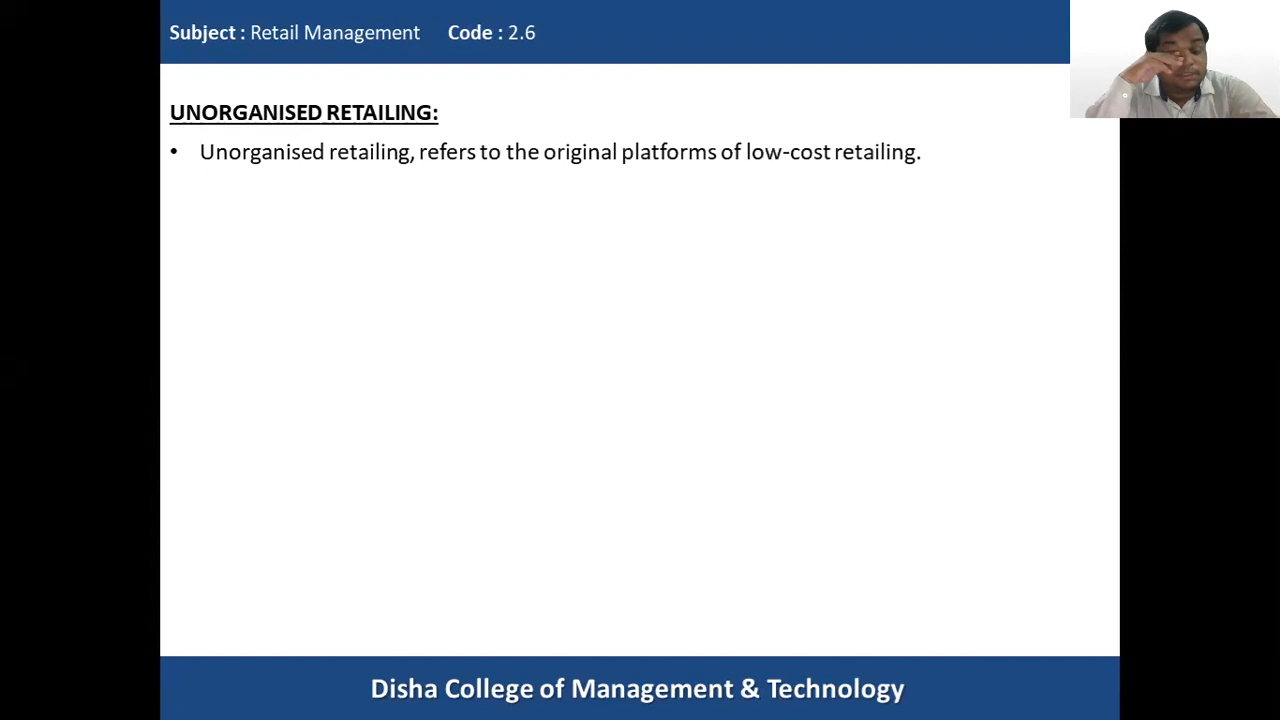 Subject : Retail Management Code : 2.6
UNORGANISED RETAILING:
• Unorganised retailing, refers to the original platforms of low-cost retailing.
Disha College of Management & Technology